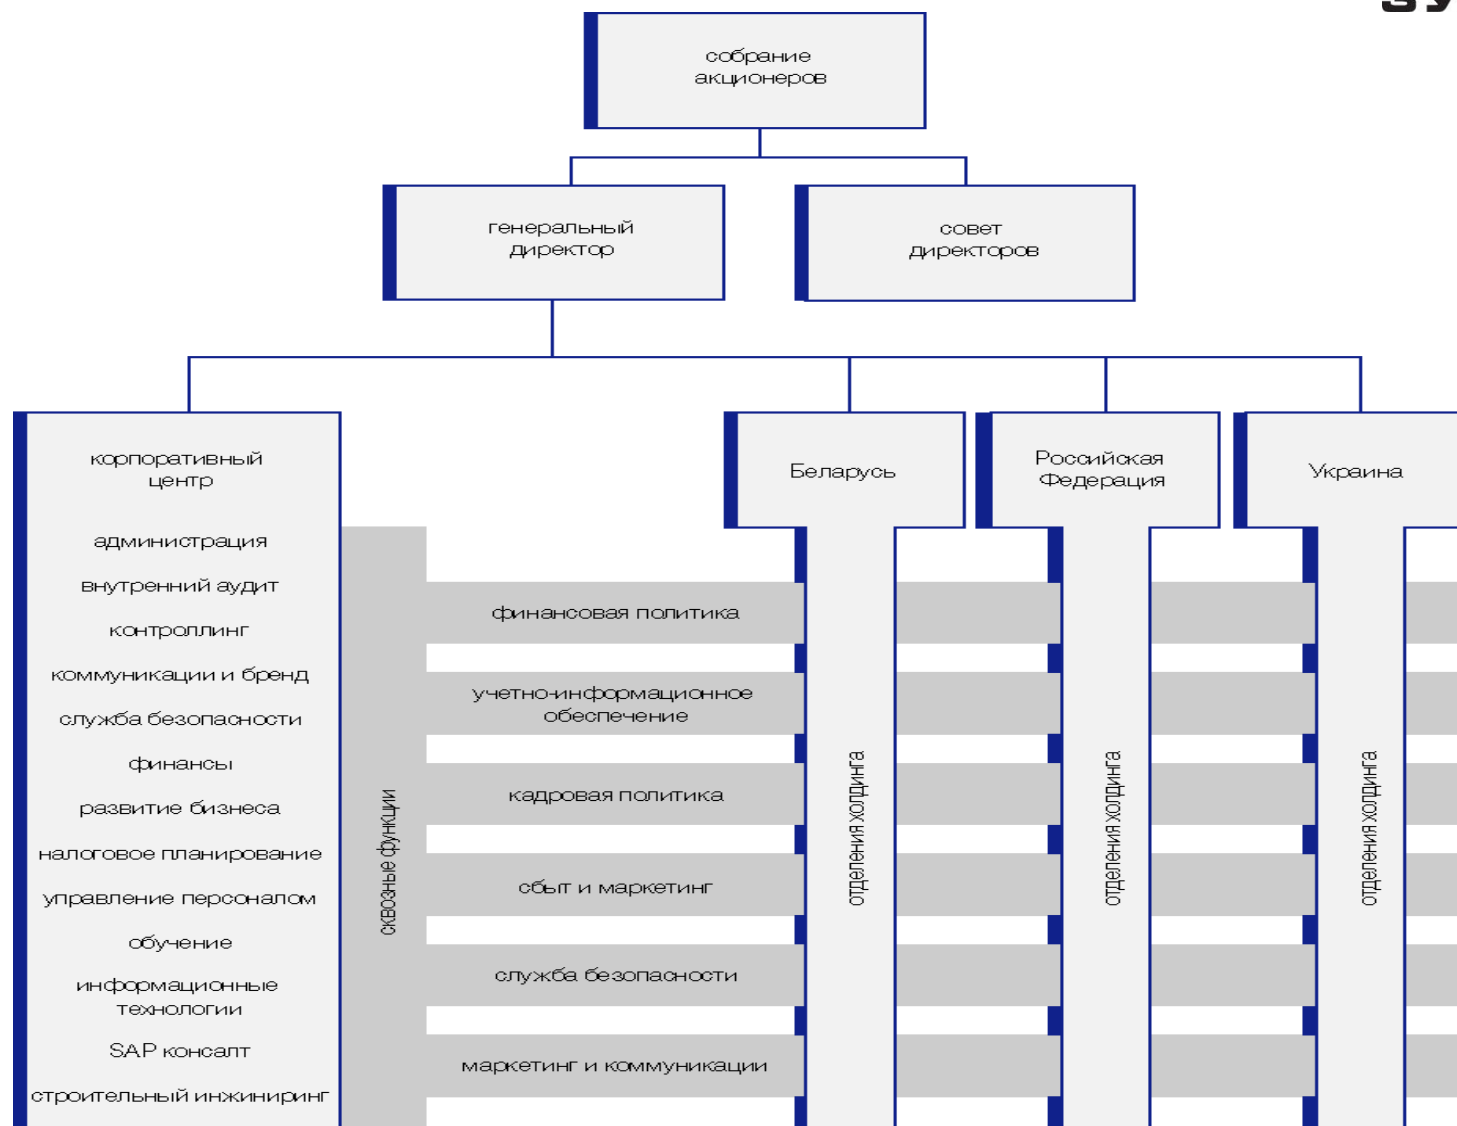 ЗУ
собрание
акционеров
генеральный
директор
совет
директоров
корпоративный
центр
Беларусь
Российская
Федерация
Украина
администрация
внутренний аудит
контроллинг
коммуникации и бренд
служба безопасности
финансы
развитие бизнеса
налоговое планирование
управление персоналом
обучение
информационные
технологии
SAP консалт
строительный инжиниринг
сквозные функции
финансовая политика
учетно-информационное
обеспечение
кадровая политика
сбыт и маркетинг
служба безопасности
маркетинг и коммуникации
отделения холдинга
отделения холдинга
отделения холдинга